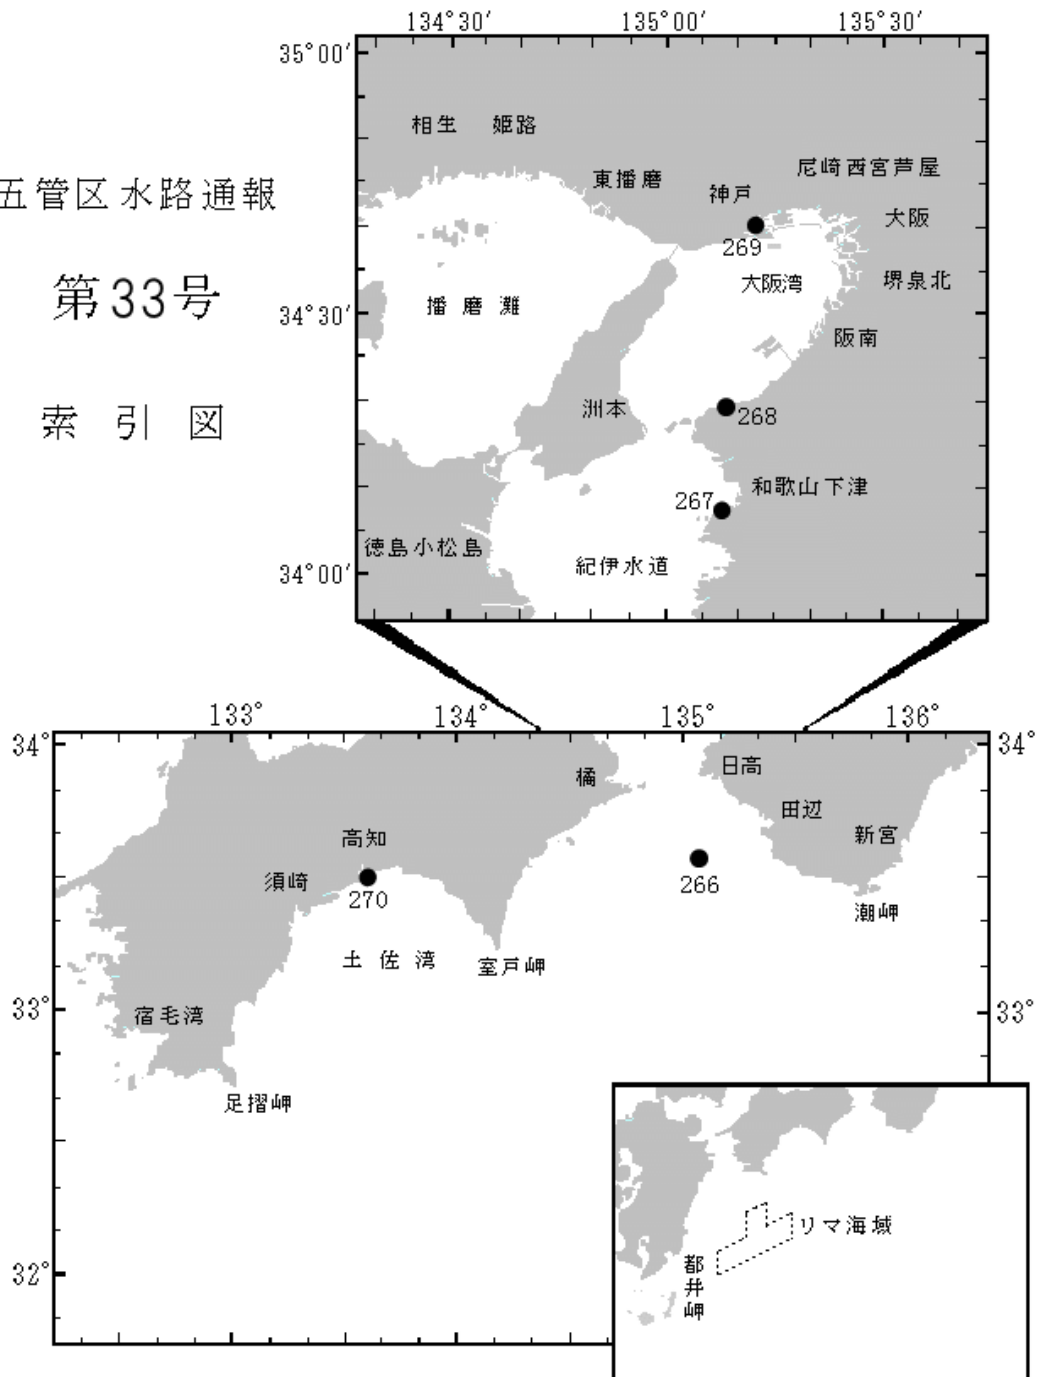 五管区水路通報
第33号
索引図
134°30′ 135°00′ 135°30′
35°00′
相生 姫路
東播磨
尼崎西宮芦屋
神戸
大阪
269
大阪湾
堺泉北
播磨灘
34°30′
阪南
洲本
268
和歌山下津
267
徳島小松島
紀伊水道
34°00′
133° 134° 135° 136°
34° 34°
橘
日高
田辺
高知
新宮
須崎
270
266
潮岬
土佐湾
室戸岬
33° 33°
宿毛湾
足摺岬
リマ海域
都井岬
32°